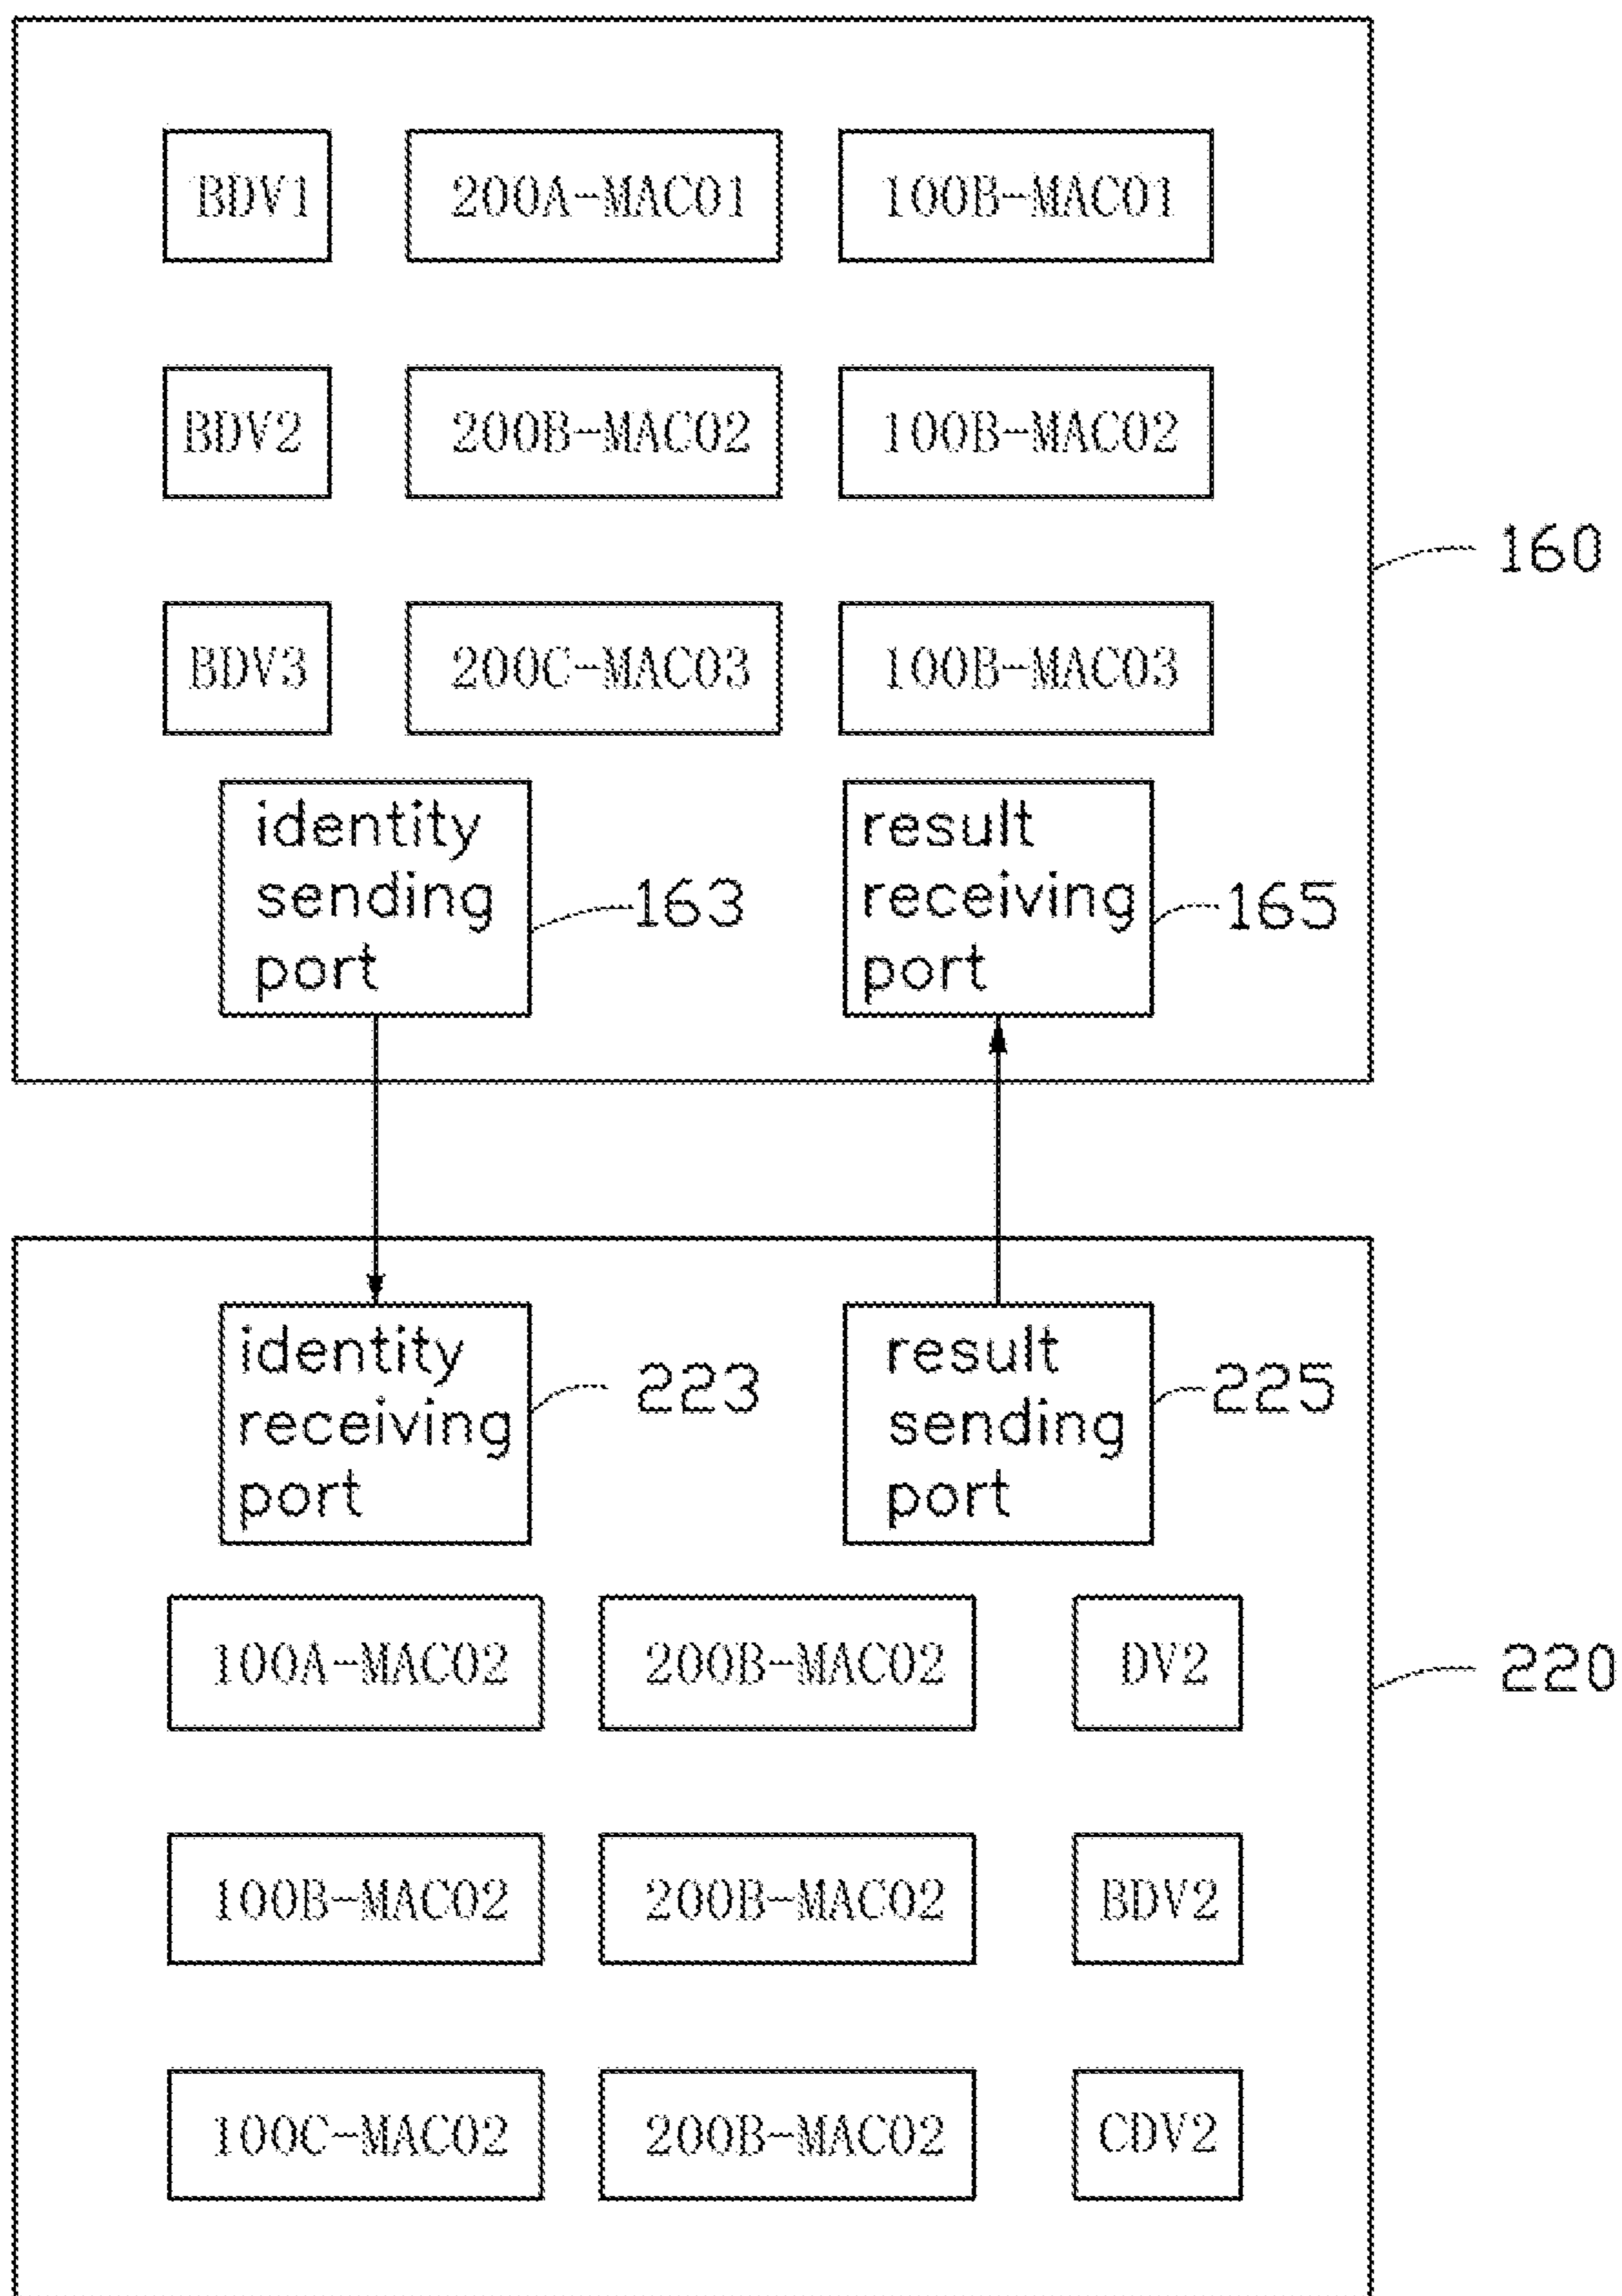 BDV1 200A-MAC01 100B-MAC01
BDV2 200B-MAC02 100B-MAC02
160
BDV3 200C-MAC03 100B-MAC03
identity
sending
port
163
result
receiving
port
165
identity
receiving
port
223
result
sending
port
225
100A-MAC02 200B-MAC02 DV2
220
100B-MAC02 200B-MAC02 BDV2
100C-MAC02 200B-MAC02 CDV2